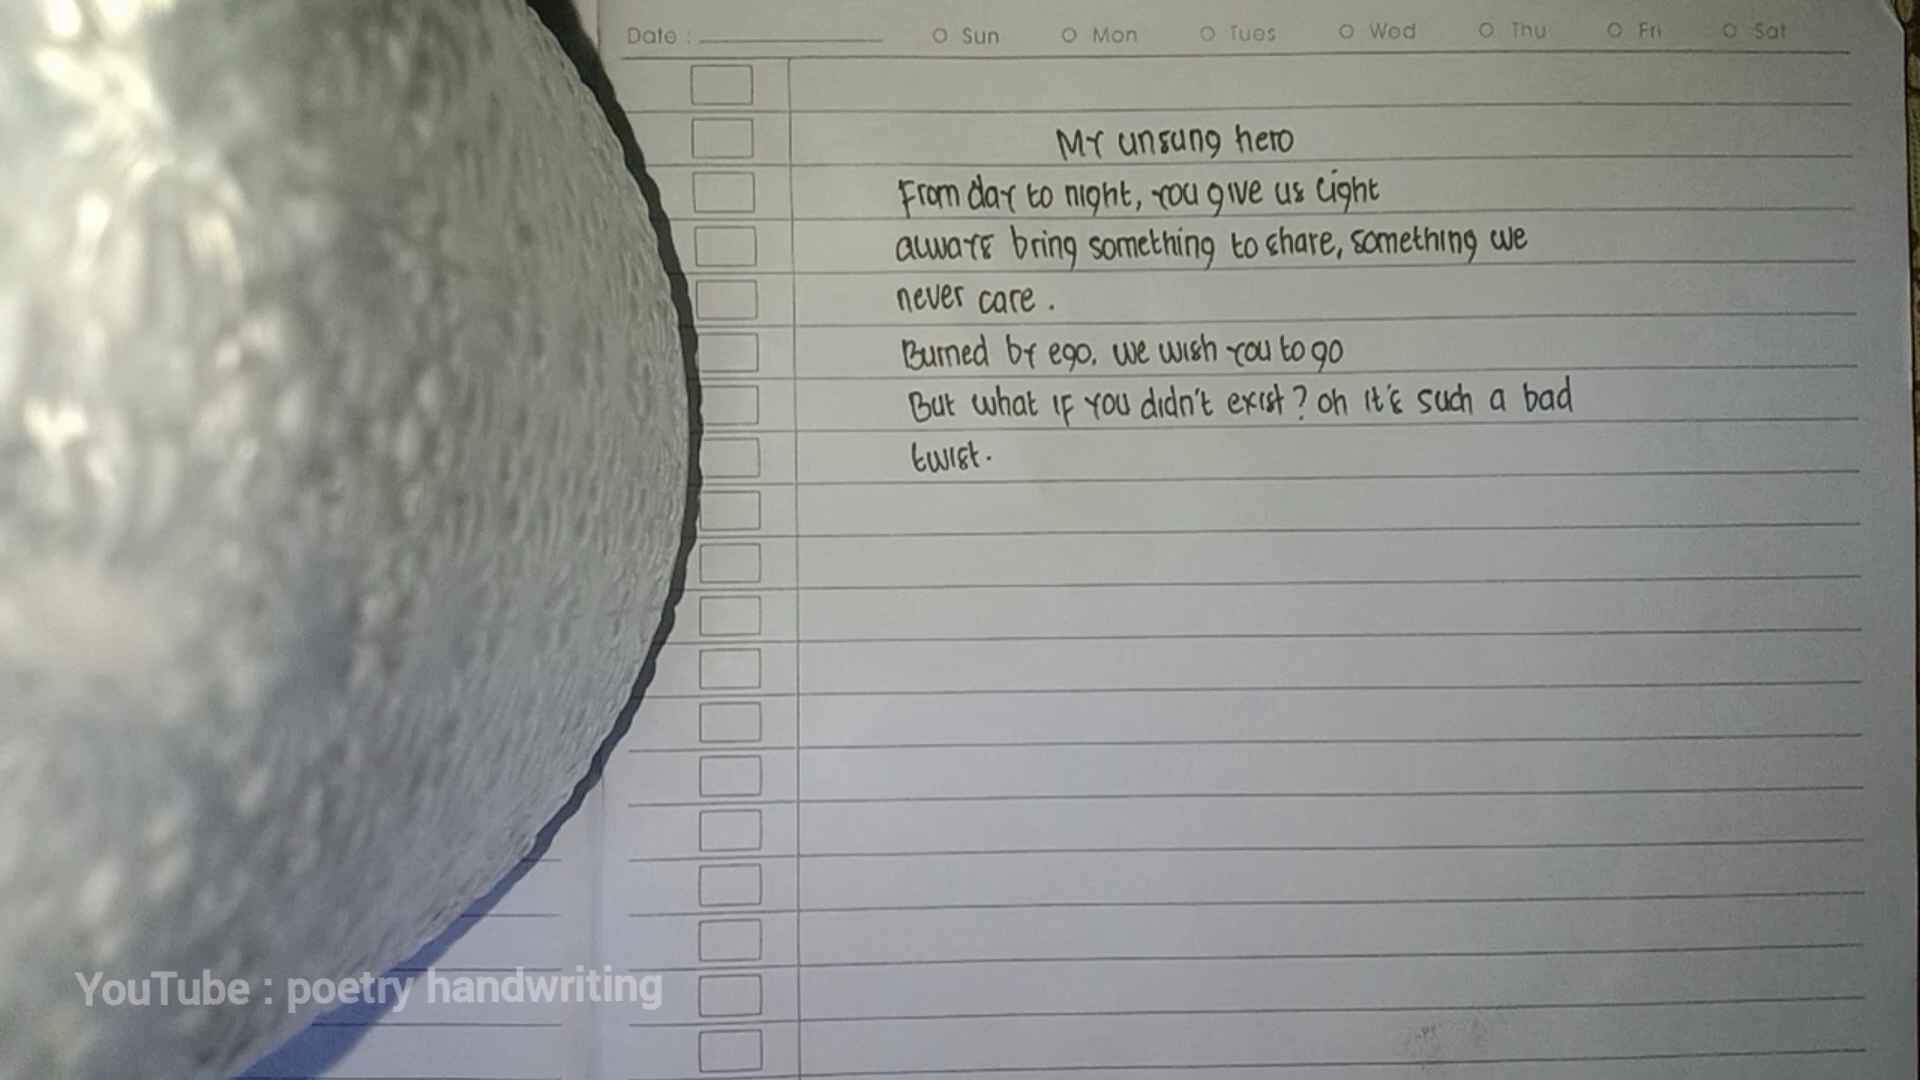 Date :
Sun Mon Tues Wed Thu Fri Sat
My unsung hero
From day to night, you give us light
always bring something to share, something we
never care.
Burned by ego. we wish you to go
But what if you didn't exist? oh it's such a bad
twist.
YouTube : poetry handwriting